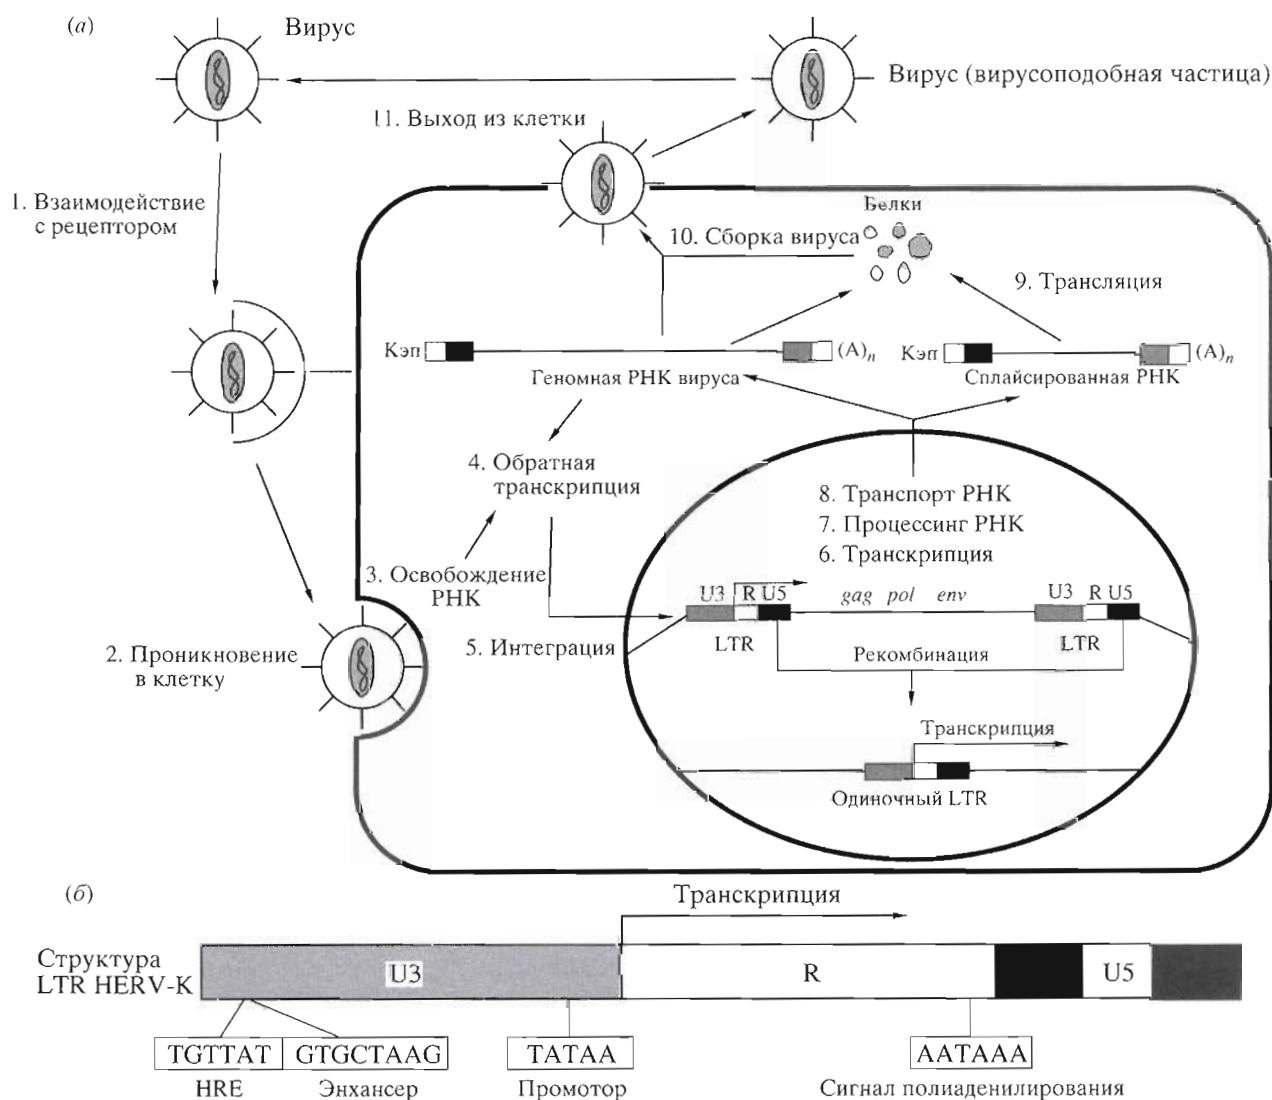 (а)
Вирус
Вирус (вирусоподобная частица)
11. Выход из клетки
1. Взаимодействие
с рецептором
Белки
10. Сборка вируса
9. Трансляция
Кэп
(A)n
Кэп
(A)n
Геномная РНК вируса
Сплайсированная РНК
4. Обратная
транскрипция
8. Транспорт РНК
7. Процессинг РНК
6. Транскрипция
3. Освобождение
РНК
U3 R U5 gag pol env U3 R U5
5. Интеграция
LTR
LTR
2. Проникновение
в клетку
Рекомбинация
Транскрипция
Одиночный LTR
(б)
Транскрипция
Структура
LTR HERV-K
U3
R
U5
TGTTAT GTGCTAAG
TATAA
AATAAA
HRE
Энхансер
Промотор
Сигнал полиаденилирования